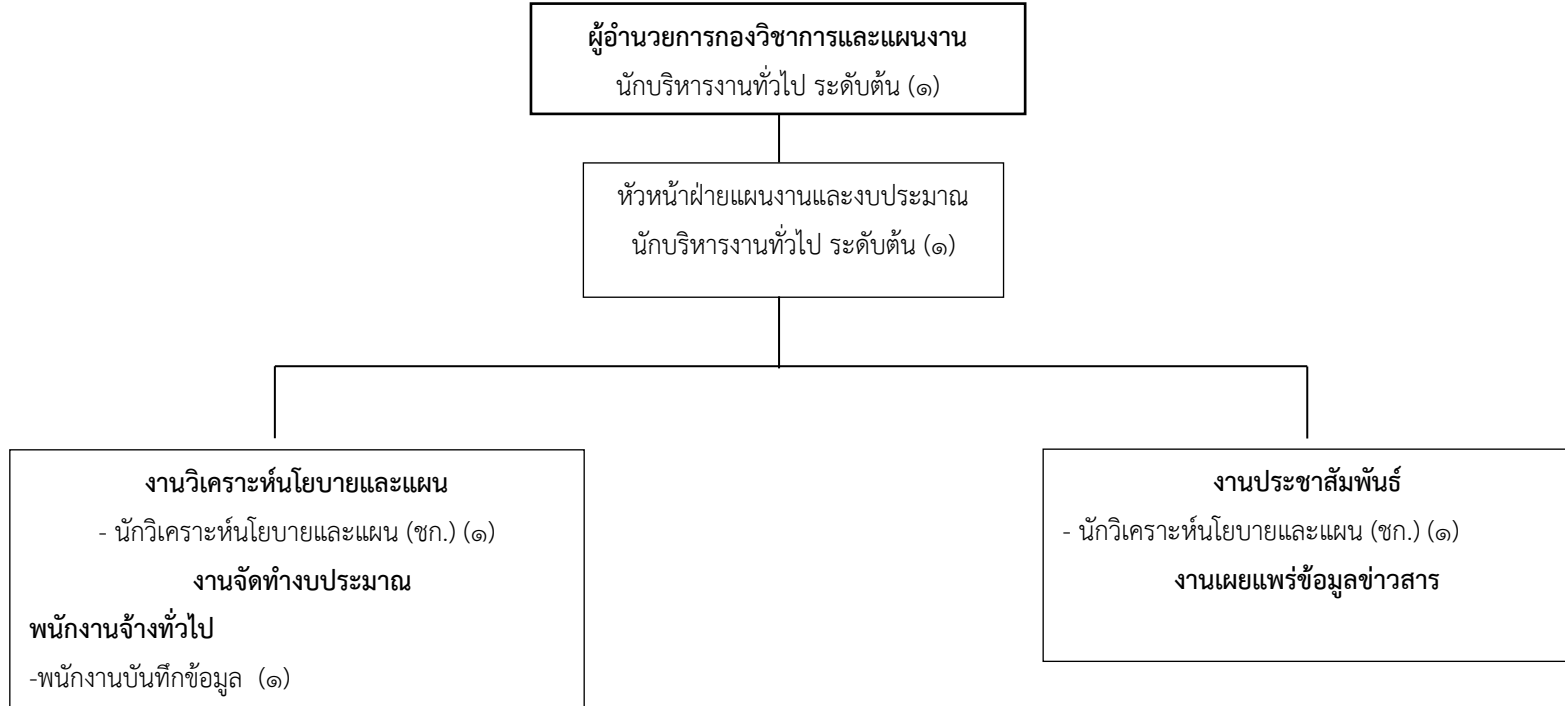 ผู้อำนวยการกองวิชาการและแผนงาน
นักบริหารงานทั่วไป ระดับต้น (๑)
หัวหน้าฝ่ายแผนงานและงบประมาณ
นักบริหารงานทั่วไป ระดับต้น (๑)
งานวิเคราะห์นโยบายและแผน
- นักวิเคราะห์นโยบายและแผน (ชก.) (๑)
งานจัดทำงบประมาณ
พนักงานจ้างทั่วไป
-พนักงานบันทึกข้อมูล (๑)
งานประชาสัมพันธ์
- นักวิเคราะห์นโยบายและแผน (ชก.) (๑)
งานเผยแพร่ข้อมูลข่าวสาร